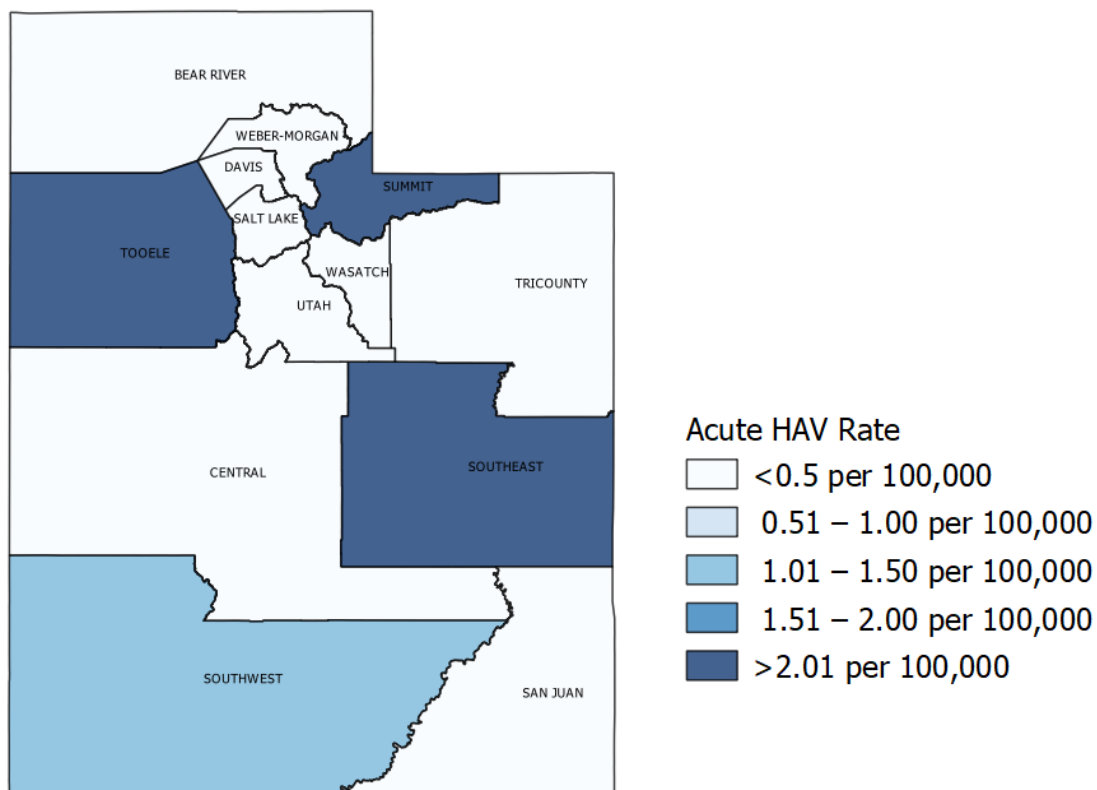 BEAR RIVER
WEBER-MORGAN
DAVIS
SUMMIT
SALT LAKE
TOOELE
WASATCH
TRICOUNTY
UTAH
CENTRAL
SOUTHEAST
SOUTHWEST
SAN JUAN
Acute HAV Rate
<0.5 per 100,000
0.51 – 1.00 per 100,000
1.01 – 1.50 per 100,000
1.51 – 2.00 per 100,000
>2.01 per 100,000